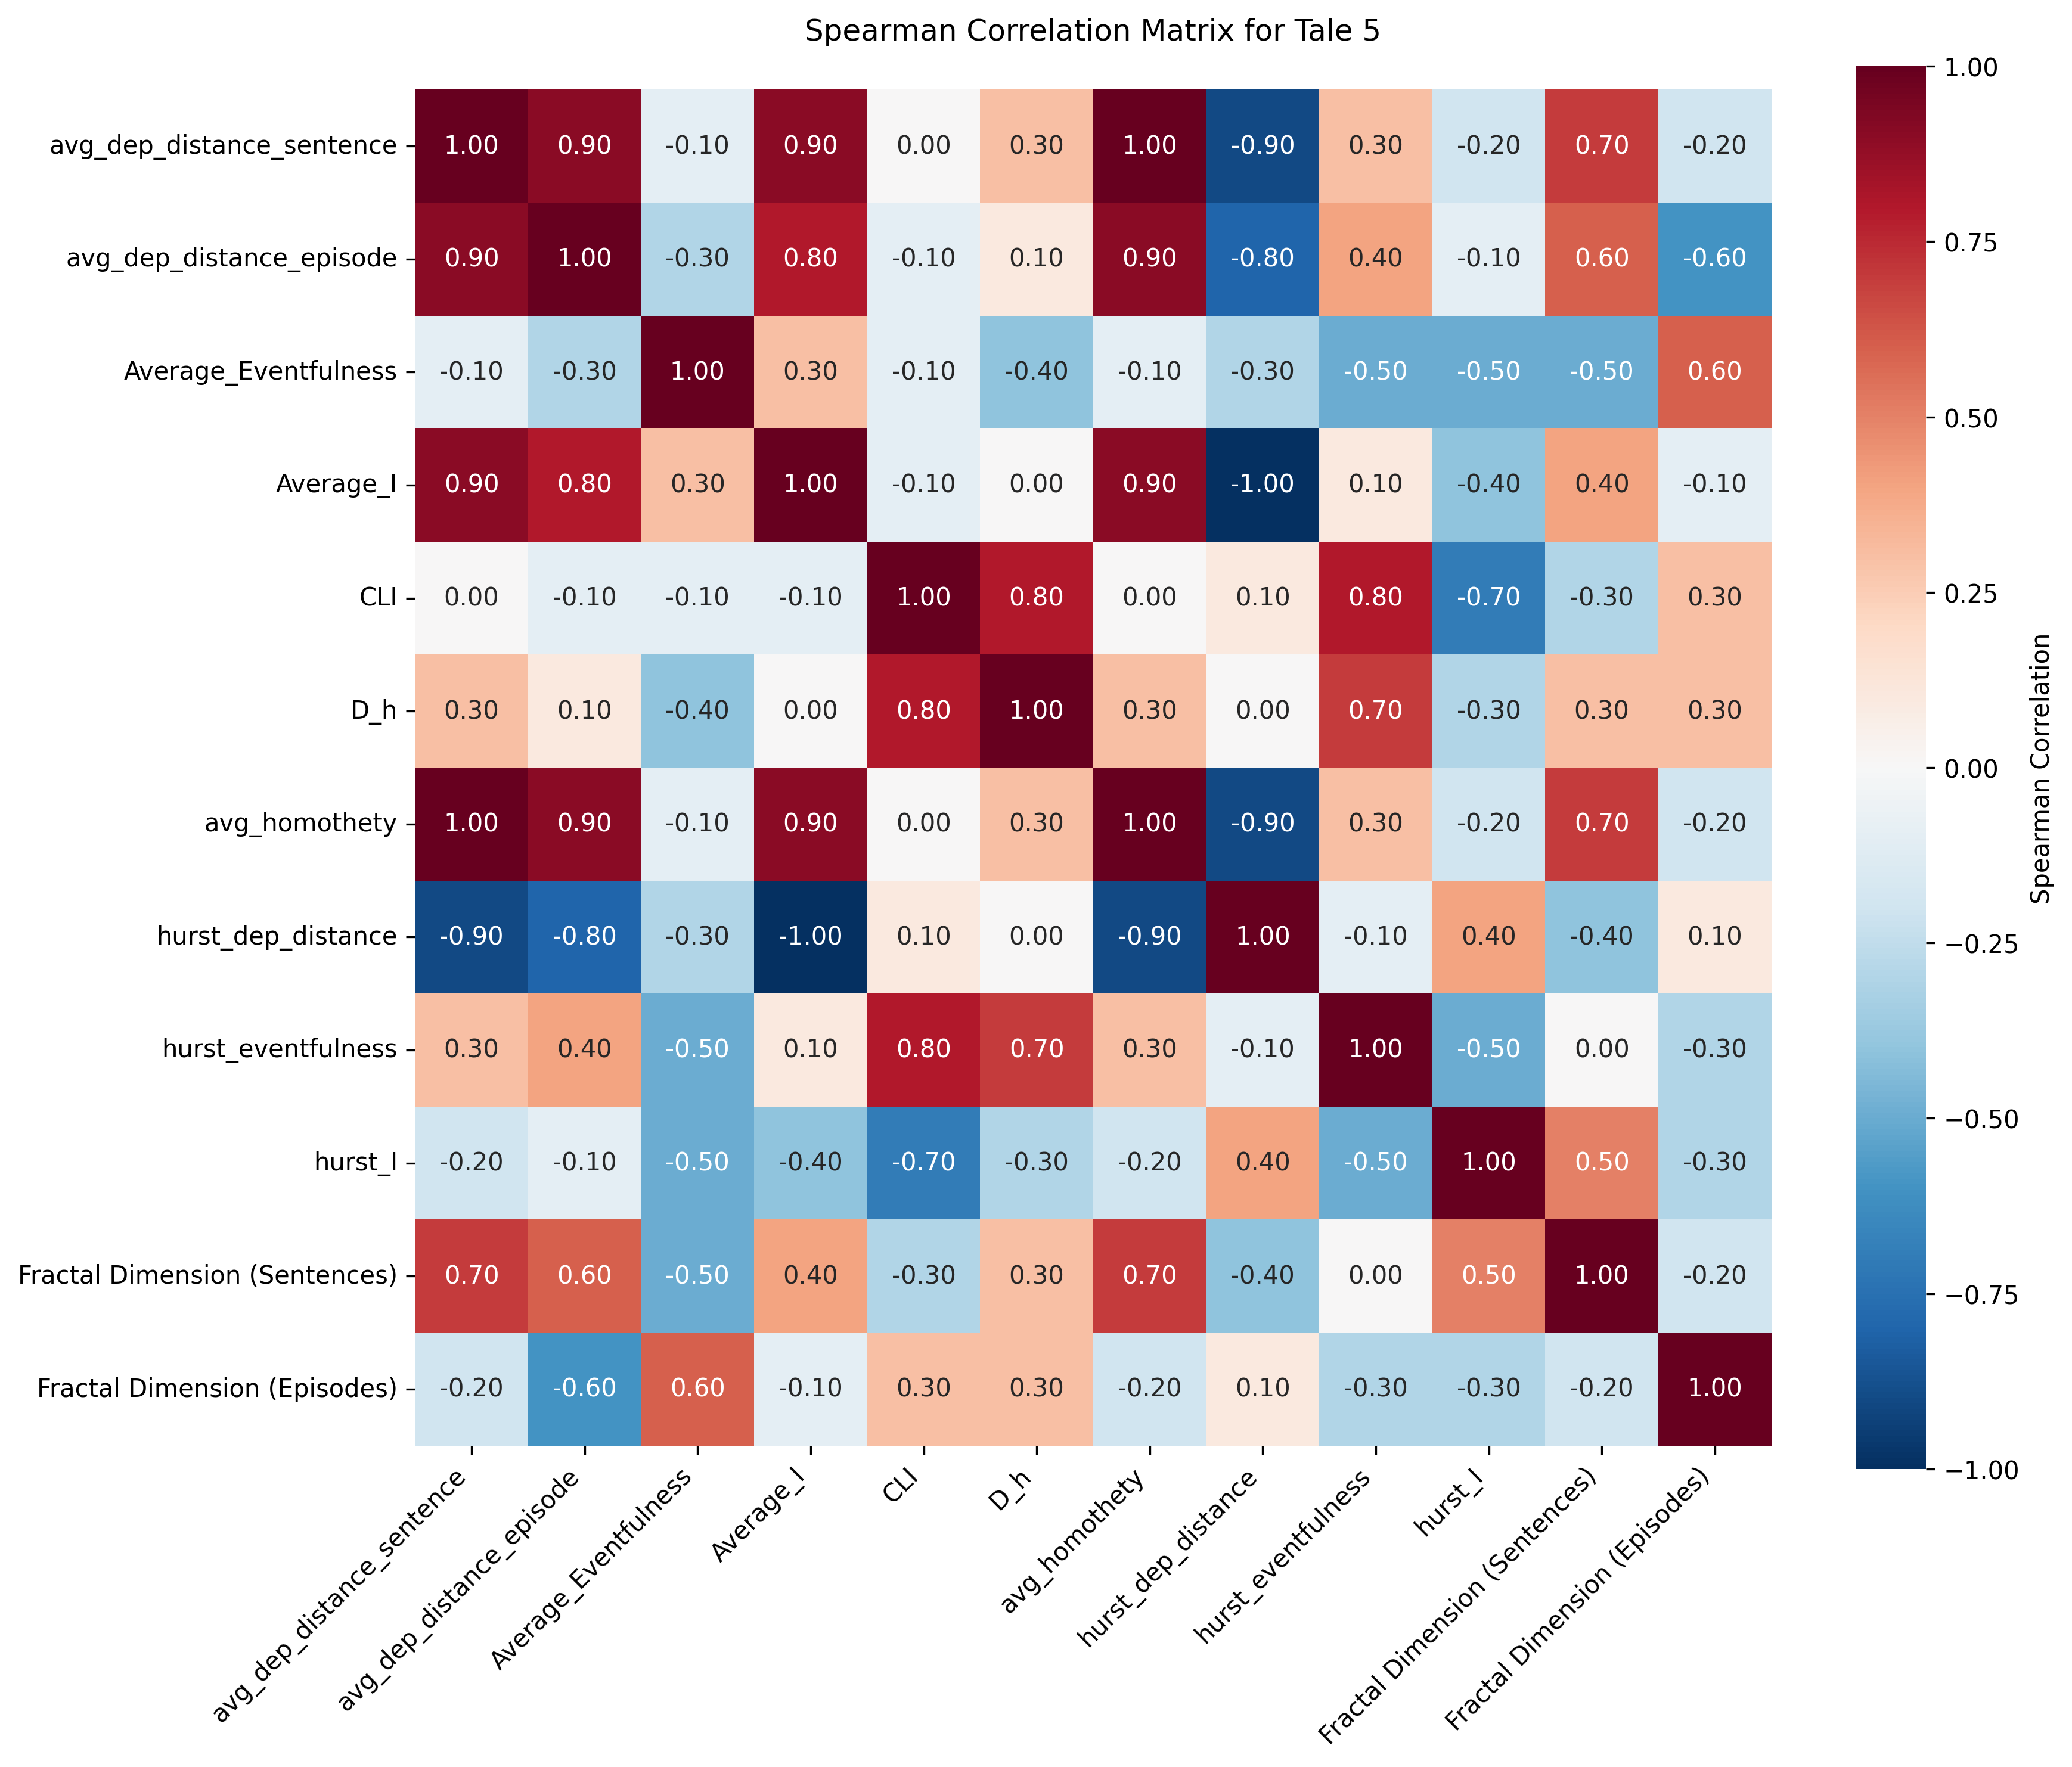 Spearman Correlation Matrix for Tale 5
avg_dep_distance_sentence 1.00 0.90 -0.10 0.90 0.00 0.30 1.00 -0.90 0.30 -0.20 0.70 -0.20
avg_dep_distance_episode 0.90 1.00 -0.30 0.80 -0.10 0.10 0.90 -0.80 0.40 -0.10 0.60 -0.60
Average_Eventfulness -0.10 -0.30 1.00 0.30 -0.10 -0.40 -0.10 -0.30 -0.50 -0.50 -0.50 0.60
Average_I 0.90 0.80 0.30 1.00 -0.10 0.00 0.90 -1.00 0.10 -0.40 0.40 -0.10
CLI 0.00 -0.10 -0.10 -0.10 1.00 0.80 0.00 0.10 0.80 -0.70 -0.30 0.30
D_h 0.30 0.10 -0.40 0.00 0.80 1.00 0.30 0.00 0.70 -0.30 0.30 0.30
avg_homothety 1.00 0.90 -0.10 0.90 0.00 0.30 1.00 -0.90 0.30 -0.20 0.70 -0.20
hurst_dep_distance -0.90 -0.80 -0.30 -1.00 0.10 0.00 -0.90 1.00 -0.10 0.40 -0.40 0.10
hurst_eventfulness 0.30 0.40 -0.50 0.10 0.80 0.70 0.30 -0.10 1.00 -0.50 0.00 -0.30
hurst_I -0.20 -0.10 -0.50 -0.40 -0.70 -0.30 -0.20 0.40 -0.50 1.00 0.50 -0.30
Fractal Dimension (Sentences) 0.70 0.60 -0.50 0.40 -0.30 0.30 0.70 -0.40 0.00 0.50 1.00 -0.20
Fractal Dimension (Episodes) -0.20 -0.60 0.60 -0.10 0.30 0.30 -0.20 0.10 -0.30 -0.30 -0.20 1.00
avg_dep_distance_sentence
avg_dep_distance_episode
Average_Eventfulness
Average_I
CLI
D_h
avg_homothety
hurst_dep_distance
hurst_eventfulness
hurst_I
Fractal Dimension (Sentences)
Fractal Dimension (Episodes)
1.00
0.75
0.50
0.25
0.00
−0.25
−0.50
−0.75
−1.00
Spearman Correlation